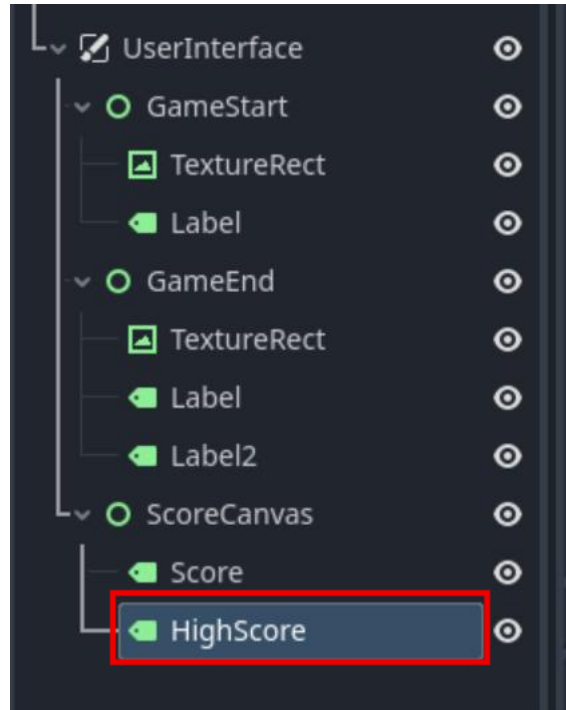 UserInterface
GameStart
TextureRect
Label
GameEnd
TextureRect
Label
Label2
ScoreCanvas
Score
HighScore